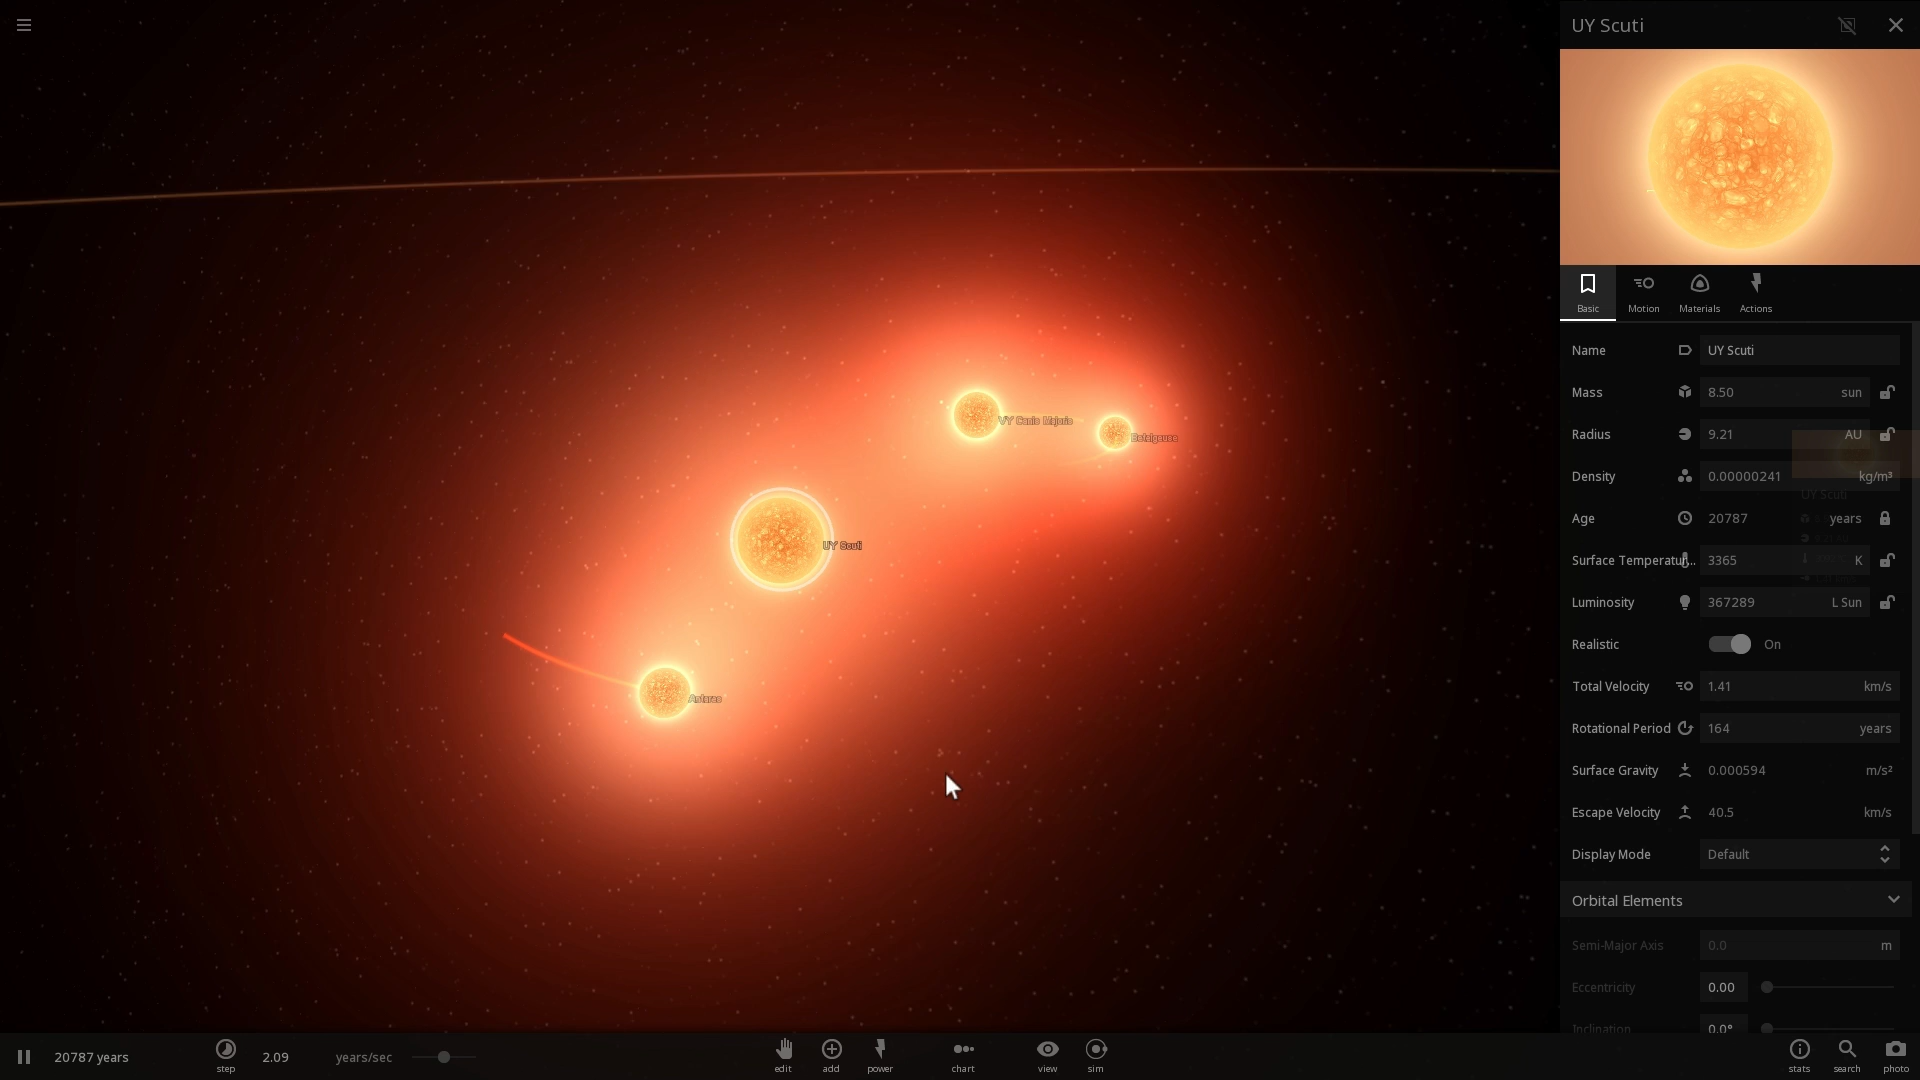 UY Scuti
Basic
Motion
Materials
Actions
Name UY Scuti
Mass 8.50 sun
Radius 9.21 AU
Density 0.00000241 kg/m³
Age 20787 years
Surface Temperatur... 3365 K
Luminosity 367289 L Sun
Realistic On
Total Velocity 1.41 km/s
Rotational Period 164 years
Surface Gravity 0.000594 m/s²
Escape Velocity 40.5 km/s
Display Mode Default
Orbital Elements
Semi-Major Axis 0.0 m
Eccentricity 0.00
Inclination 0.0°
UY Scuti
VY Canis Majoris
Betelgeuse
UY Scuti
Antares
20787 years
step
2.09 years/sec
edit
add
power
chart
view
sim
stats
search
photo